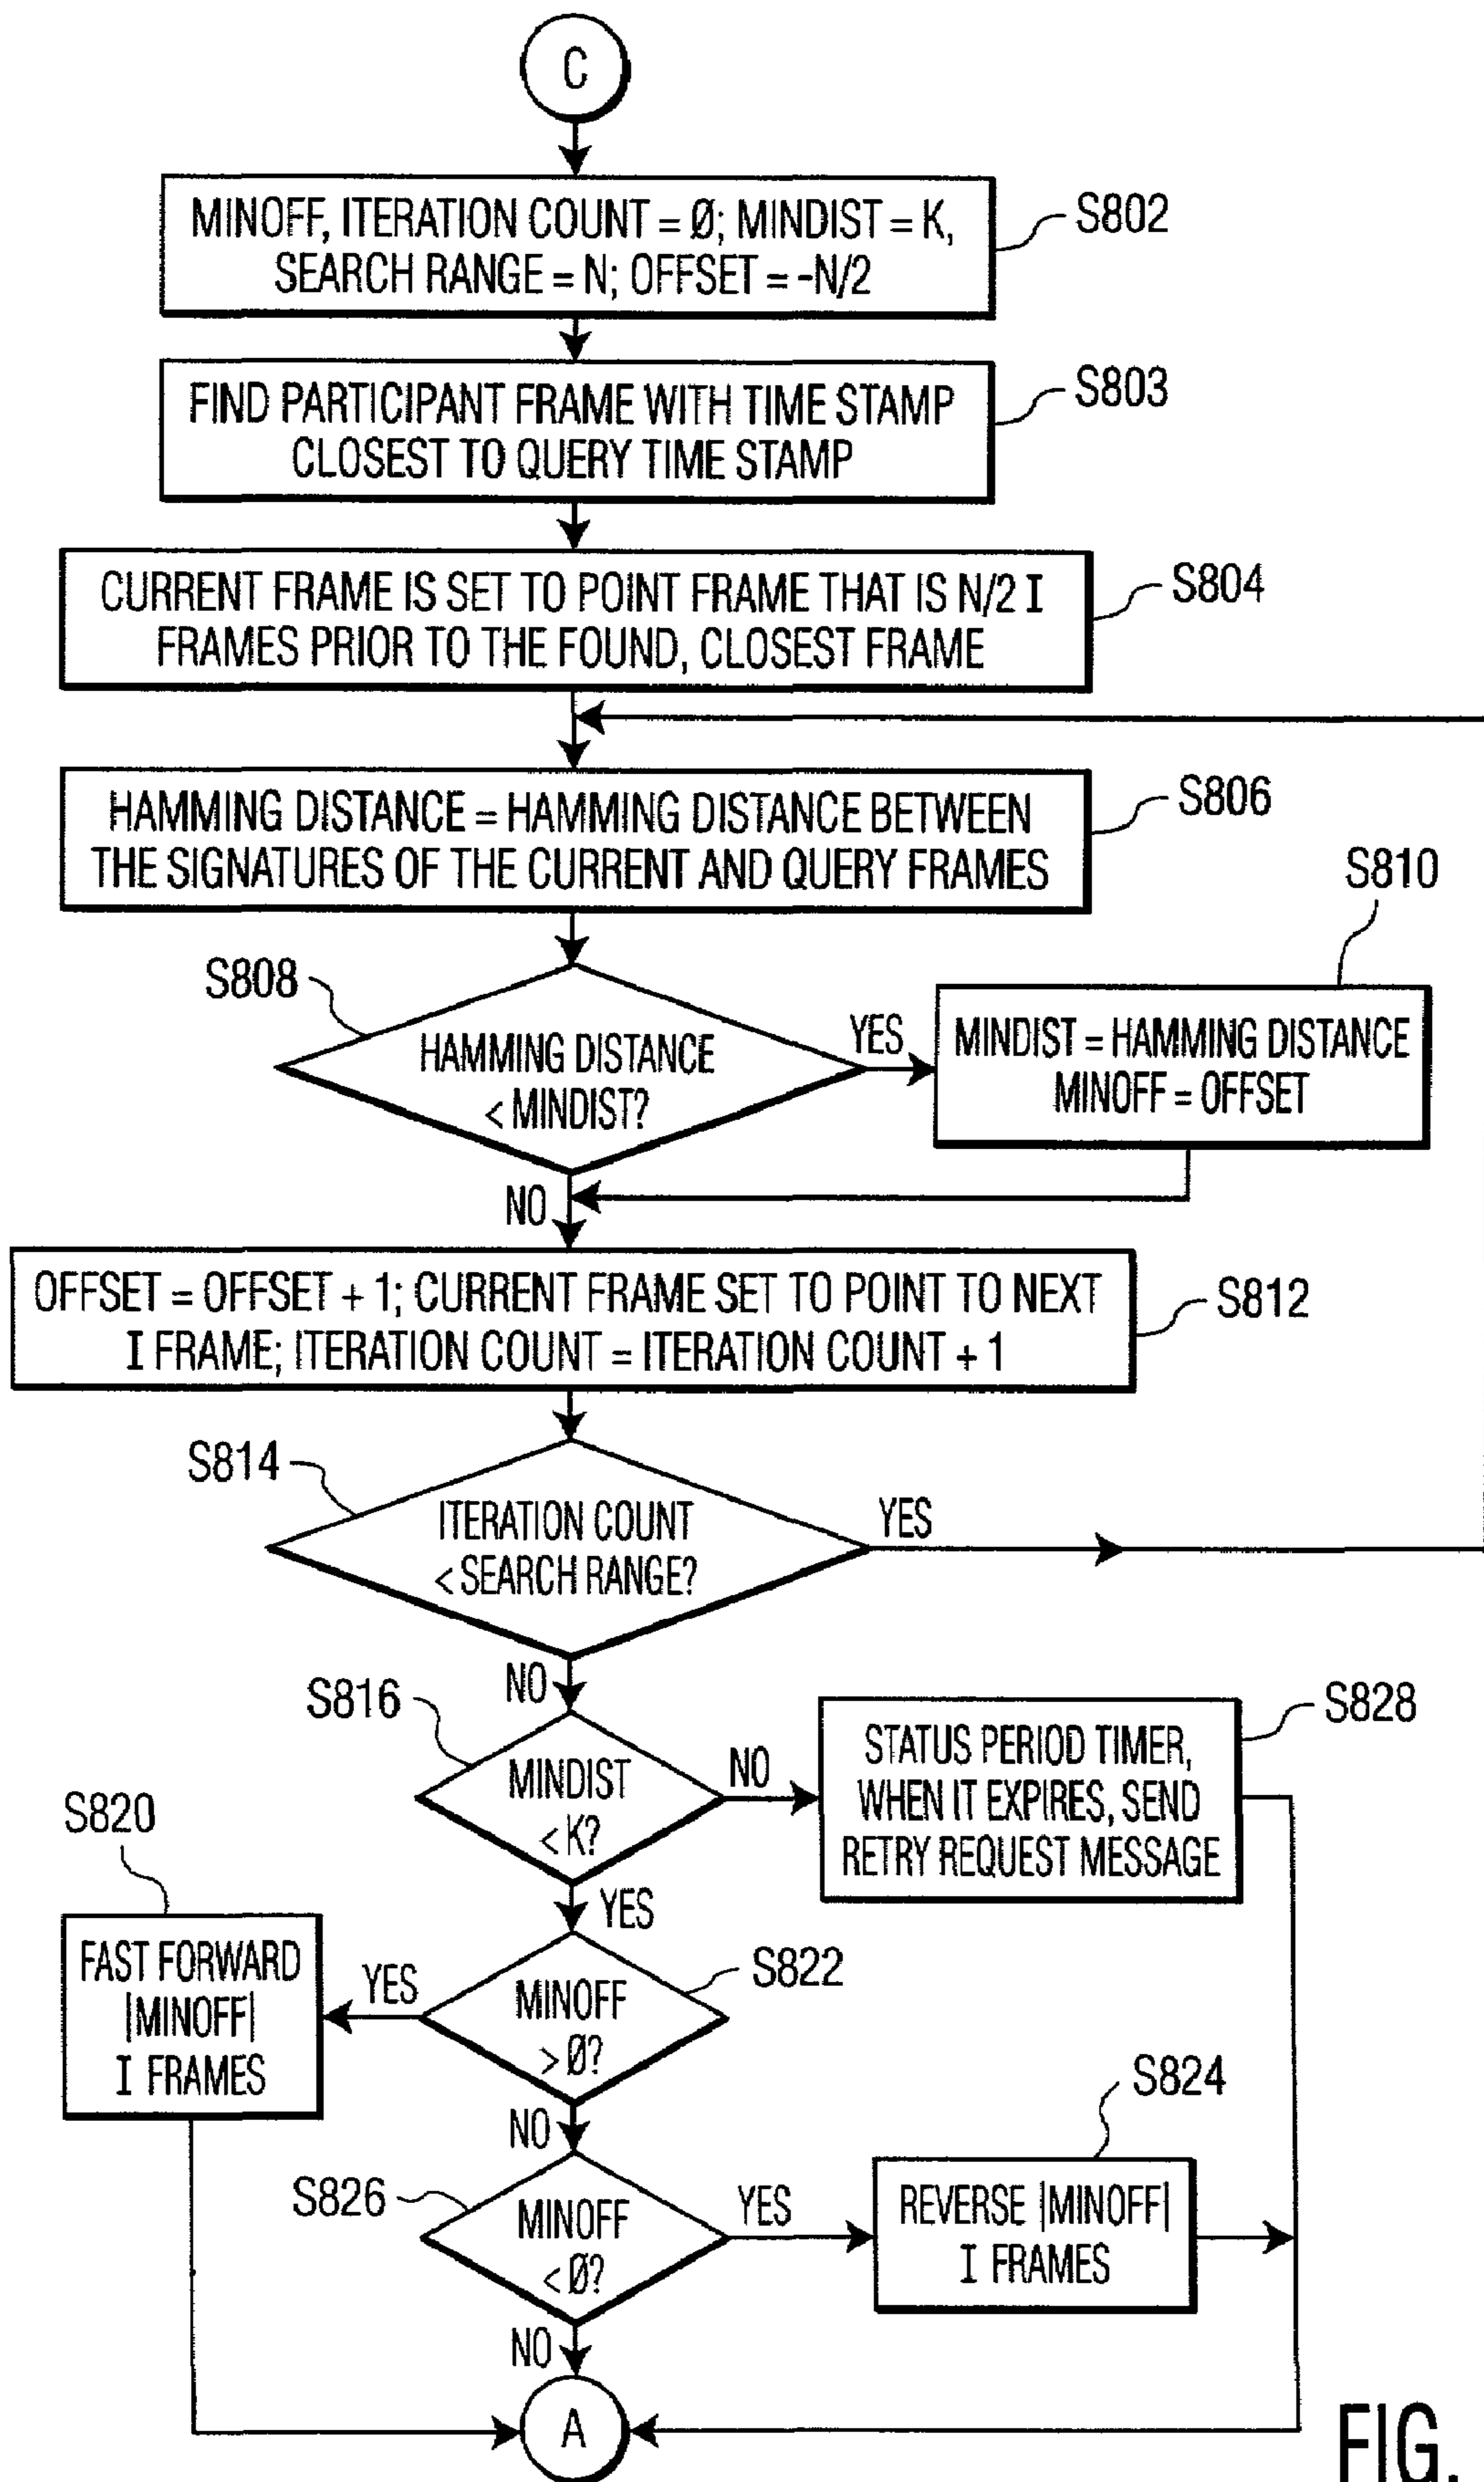 C
MINOFF, ITERATION COUNT = Ø; MINDIST = K,
SEARCH RANGE = N; OFFSET = -N/2
S802
FIND PARTICIPANT FRAME WITH TIME STAMP
CLOSEST TO QUERY TIME STAMP
S803
CURRENT FRAME IS SET TO POINT FRAME THAT IS N/2 I
FRAMES PRIOR TO THE FOUND, CLOSEST FRAME
S804
HAMMING DISTANCE = HAMMING DISTANCE BETWEEN
THE SIGNATURES OF THE CURRENT AND QUERY FRAMES
S806
S808
HAMMING DISTANCE
< MINDIST?
YES
S810
MINDIST = HAMMING DISTANCE
MINOFF = OFFSET
NO
OFFSET = OFFSET + 1; CURRENT FRAME SET TO POINT TO NEXT
I FRAME; ITERATION COUNT = ITERATION COUNT + 1
S812
S814
ITERATION COUNT
< SEARCH RANGE?
YES
NO
S816
MINDIST
< K?
NO
STATUS PERIOD TIMER,
WHEN IT EXPIRES, SEND
RETRY REQUEST MESSAGE
S828
YES
S820
FAST FORWARD
|MINOFF|
I FRAMES
YES
MINOFF
> Ø?
S822
NO
S826
MINOFF
< Ø?
YES
S824
REVERSE |MINOFF|
I FRAMES
NO
A
FIG.